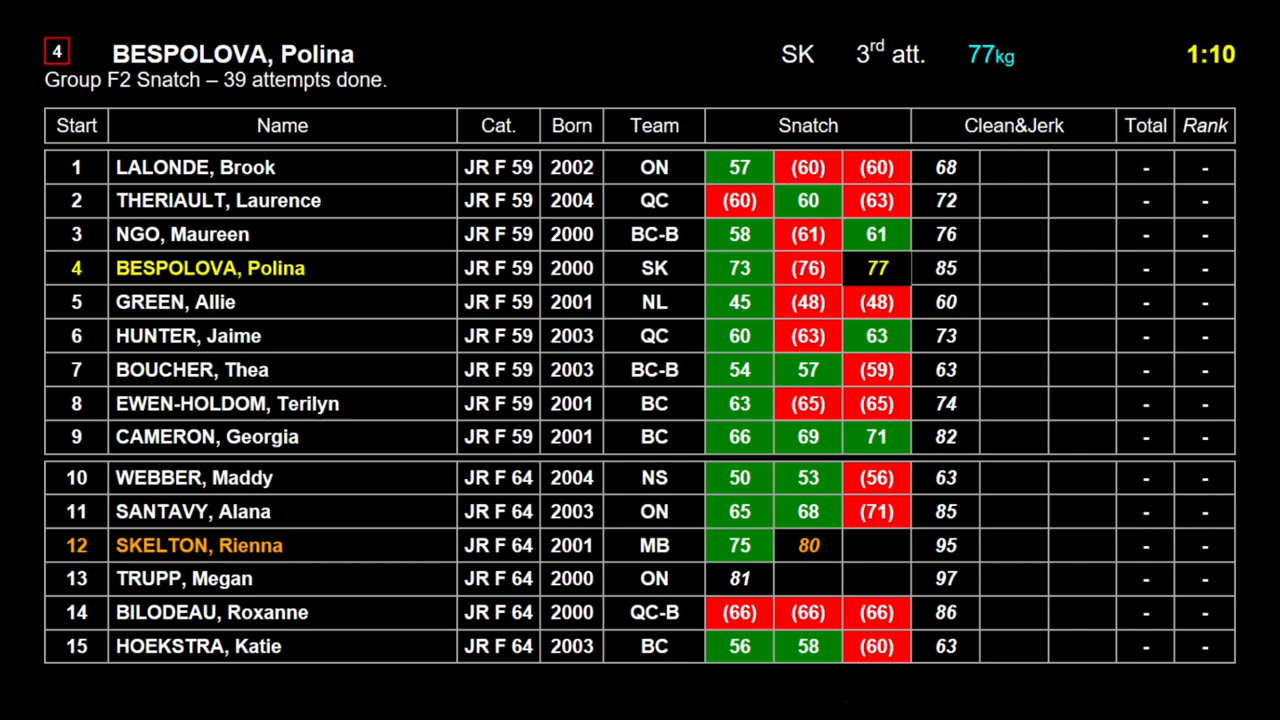 4 BESPOLOVA, Polina SK 3rd att. 77kg 1:10
Group F2 Snatch – 39 attempts done.
Start Name Cat. Born Team Snatch Clean&Jerk Total Rank
1 LALONDE, Brook JR F 59 2002 ON 57 (60) (60) 68 - -
2 THERIAULT, Laurence JR F 59 2004 QC (60) 60 (63) 72 - -
3 NGO, Maureen JR F 59 2000 BC-B 58 (61) 61 76 - -
4 BESPOLOVA, Polina JR F 59 2000 SK 73 (76) 77 85 - -
5 GREEN, Allie JR F 59 2001 NL 45 (48) (48) 60 - -
6 HUNTER, Jaime JR F 59 2003 QC 60 (63) 63 73 - -
7 BOUCHER, Thea JR F 59 2003 BC-B 54 57 (59) 63 - -
8 EWEN-HOLDOM, Terilyn JR F 59 2001 BC 63 (65) (65) 74 - -
9 CAMERON, Georgia JR F 59 2001 BC 66 69 71 82 - -
10 WEBBER, Maddy JR F 64 2004 NS 50 53 (56) 63 - -
11 SANTAVY, Alana JR F 64 2003 ON 65 68 (71) 85 - -
12 SKELTON, Rienna JR F 64 2001 MB 75 80 95 - -
13 TRUPP, Megan JR F 64 2000 ON 81 97 - -
14 BILODEAU, Roxanne JR F 64 2000 QC-B (66) (66) (66) 86 - -
15 HOEKSTRA, Katie JR F 64 2003 BC 56 58 (60) 63 - -